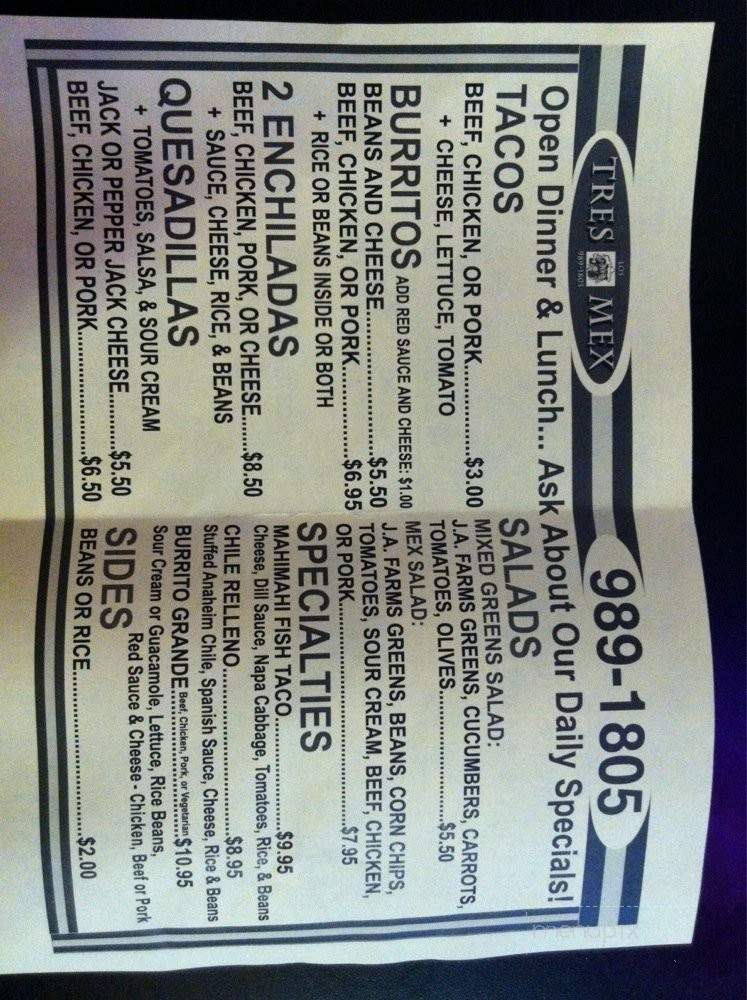 LOS
TRES MEX
989-1805
989-1805
Open Dinner & Lunch... Ask About Our Daily Specials!
TACOS
BEEF, CHICKEN, OR PORK..................$3.00
+ CHEESE, LETTUCE, TOMATO
BURRITOS ADD RED SAUCE AND CHEESE: $1.00
BEANS AND CHEESE........................$5.50
BEEF, CHICKEN, OR PORK..................$6.95
+ RICE OR BEANS INSIDE OR BOTH
2 ENCHILADAS
BEEF, CHICKEN, PORK, OR CHEESE.......$8.50
+ SAUCE, CHEESE, RICE, & BEANS
QUESADILLAS
+ TOMATOES, SALSA, & SOUR CREAM
JACK OR PEPPER JACK CHEESE.........$5.50
BEEF, CHICKEN, OR PORK..................$6.50
SALADS
MIXED GREENS SALAD:
J.A. FARMS GREENS, CUCUMBERS, CARROTS,
TOMATOES, OLIVES........................$5.50
MEX SALAD:
J.A. FARMS GREENS, BEANS, CORN CHIPS,
TOMATOES, SOUR CREAM, BEEF, CHICKEN,
OR PORK.....................................$7.95
SPECIALTIES
MAHIMAHI FISH TACO....................$9.95
Cheese, Dill Sauce, Napa Cabbage, Tomatoes, Rice, & Beans
CHILE RELLENO..............................$8.95
Stuffed Anaheim Chile, Spanish Sauce, Cheese, Rice & Beans
BURRITO GRANDE Beef, Chicken, Pork, or Vegetarian.......$10.95
Sour Cream or Guacamole, Lettuce, Rice Beans,
Red Sauce & Cheese - Chicken, Beef or Pork
SIDES
BEANS OR RICE..............................$2.00
menupix